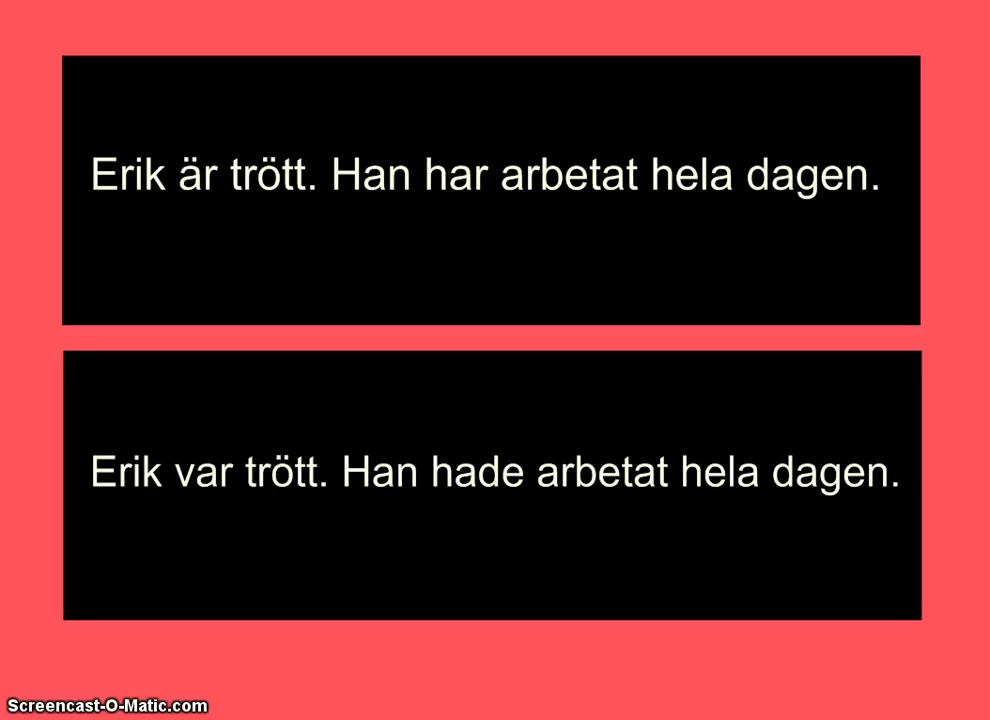 Erik är trött. Han har arbetat hela dagen.
Erik var trött. Han hade arbetat hela dagen.
Screencast-O-Matic.com